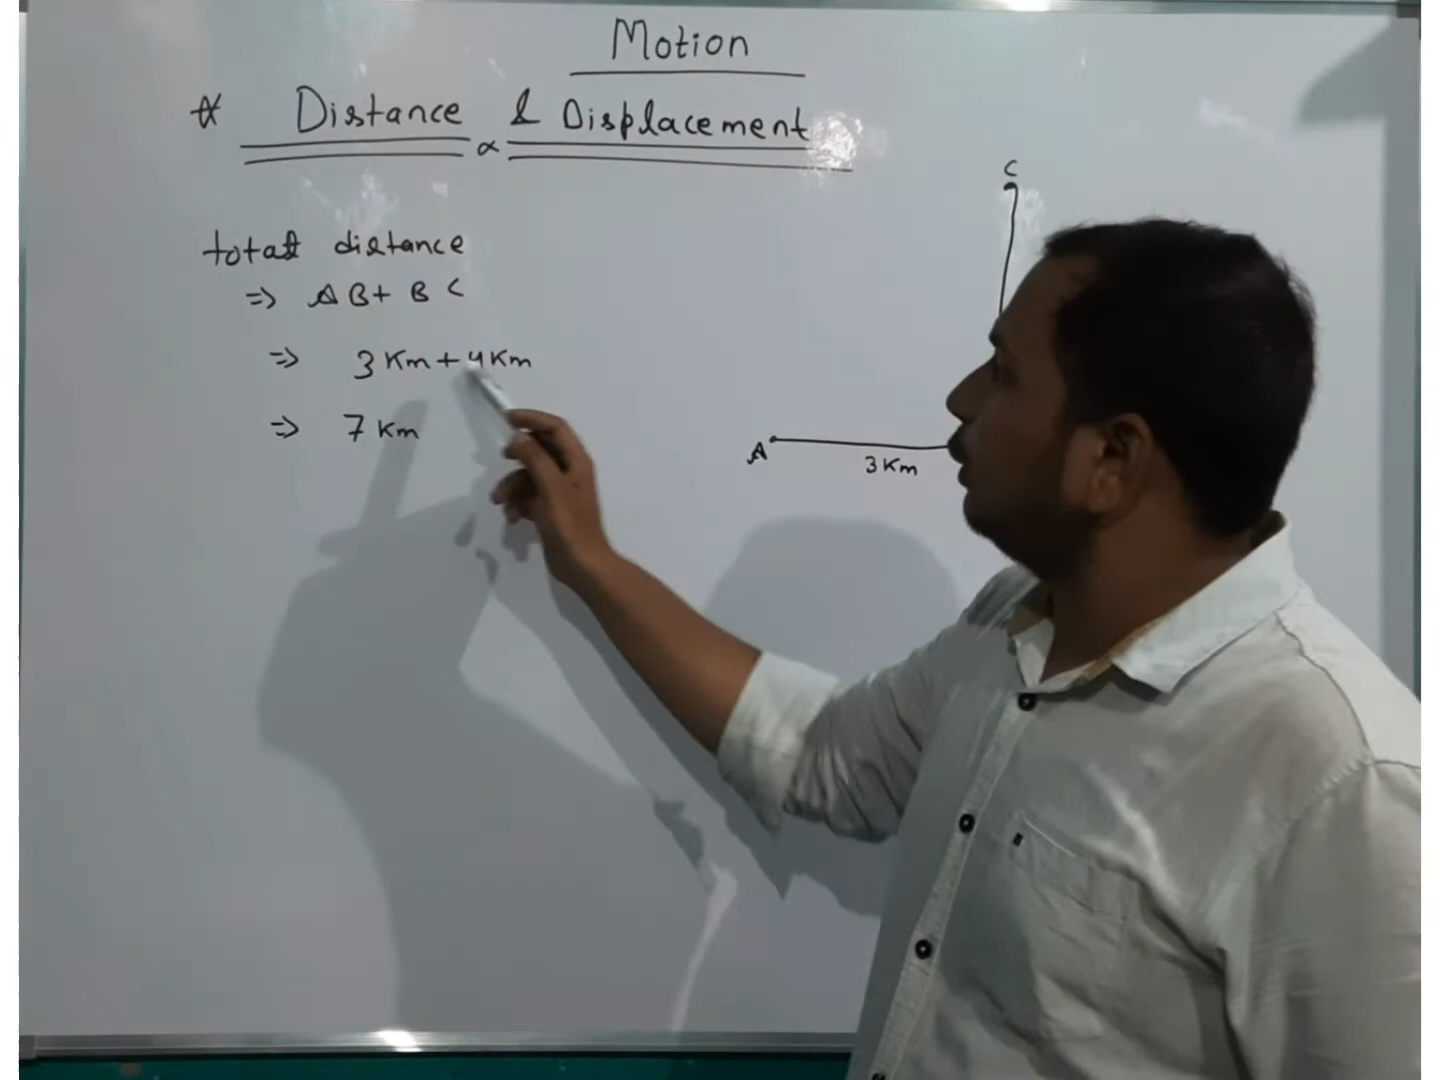 Motion
Distance & Displacement
total distance
=> AB + BC
=> 3 Km + 4 Km
=> 7 Km
C
A
3 Km